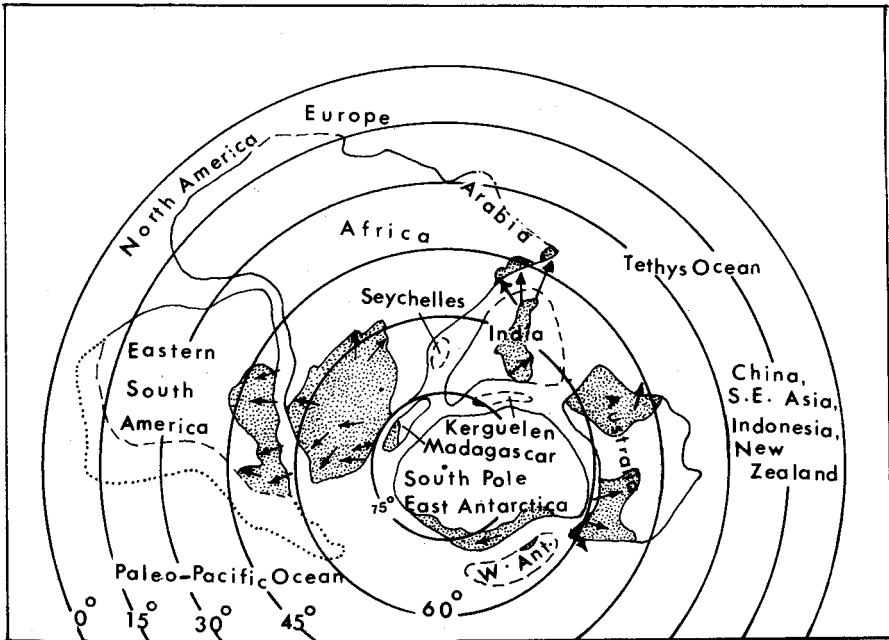 Europe
North America
Arabia
Africa
Tethys Ocean
Seychelles
India
Eastern
South
America
China,
S.E. Asia,
Indonesia,
New
Zealand
Australia
Kerguelen
Madagascar
South Pole
75°
East Antarctica
W. Ant.
Paleo-Pacific Ocean
0°
15°
30°
45°
60°